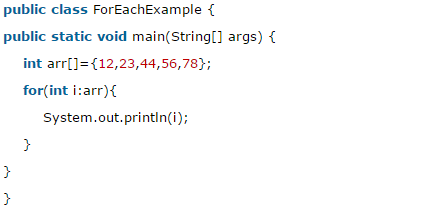 public class ForEachExample {
public static void main(String[] args) {
int arr[]={12,23,44,56,78};
for(int i:arr){
System.out.println(i);
}
}
}